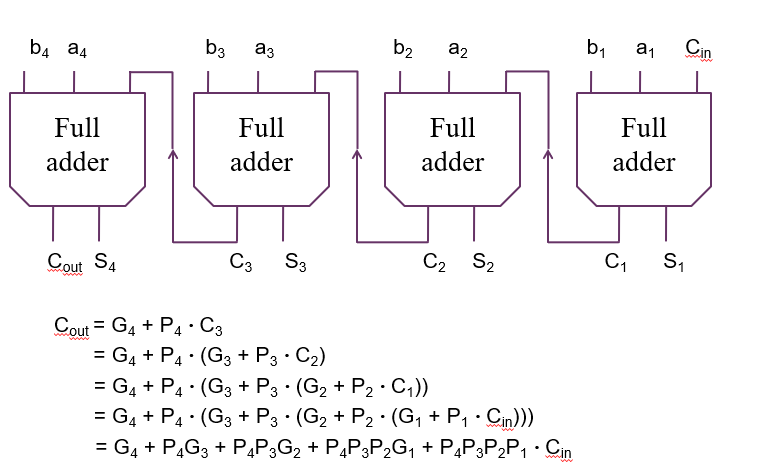 b₄ a₄ b₃ a₃ b₂ a₂ b₁ a₁ Cᵢₙ
Full adder Full adder Full adder Full adder
Cₒᵤₜ S₄ C₃ S₃ C₂ S₂ C₁ S₁
Cₒᵤₜ = G₄ + P₄ · C₃
= G₄ + P₄ · (G₃ + P₃ · C₂)
= G₄ + P₄ · (G₃ + P₃ · (G₂ + P₂ · C₁))
= G₄ + P₄ · (G₃ + P₃ · (G₂ + P₂ · (G₁ + P₁ · Cᵢₙ)))
= G₄ + P₄G₃ + P₄P₃G₂ + P₄P₃P₂G₁ + P₄P₃P₂P₁ · Cᵢₙ